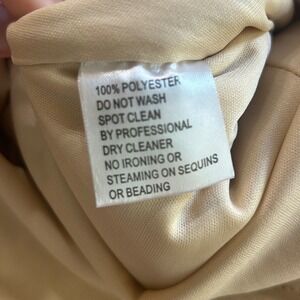 100% POLYESTER
DO NOT WASH
SPOT CLEAN
BY PROFESSIONAL
DRY CLEANER
NO IRONING OR
STEAMING ON SEQUINS
OR BEADING